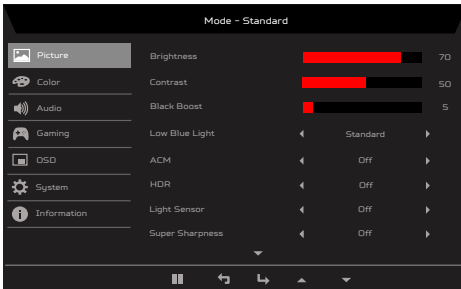 Mode - Standard
Picture
Brightness 70
Color
Contrast 50
Audio
Black Boost 5
Gaming
Low Blue Light Standard
OSD
ACM Off
System
HDR Off
Information
Light Sensor Off
Super Sharpness Off